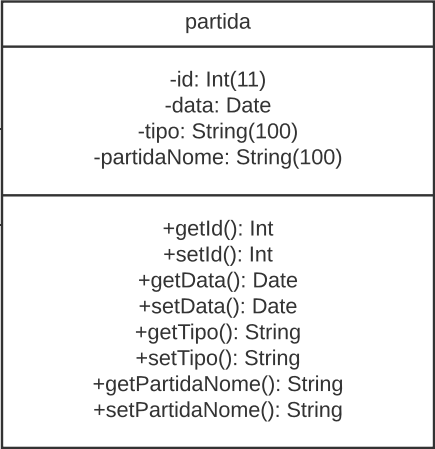 partida
-id: Int(11)
-data: Date
-tipo: String(100)
-partidaNome: String(100)
+getId(): Int
+setId(): Int
+getData(): Date
+setData(): Date
+getTipo(): String
+setTipo(): String
+getPartidaNome(): String
+setPartidaNome(): String